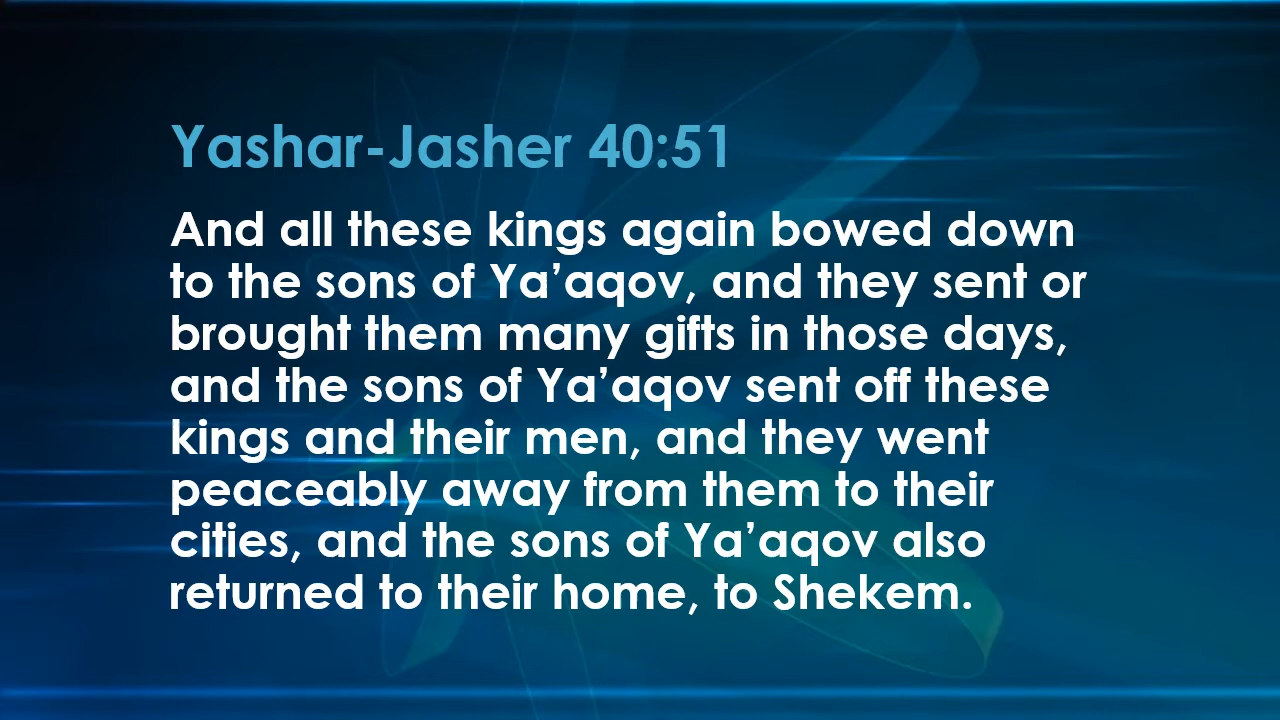 Yashar-Jasher 40:51
And all these kings again bowed down
to the sons of Ya’aqov, and they sent or
brought them many gifts in those days,
and the sons of Ya’aqov sent off these
kings and their men, and they went
peaceably away from them to their
cities, and the sons of Ya’aqov also
returned to their home, to Shekem.